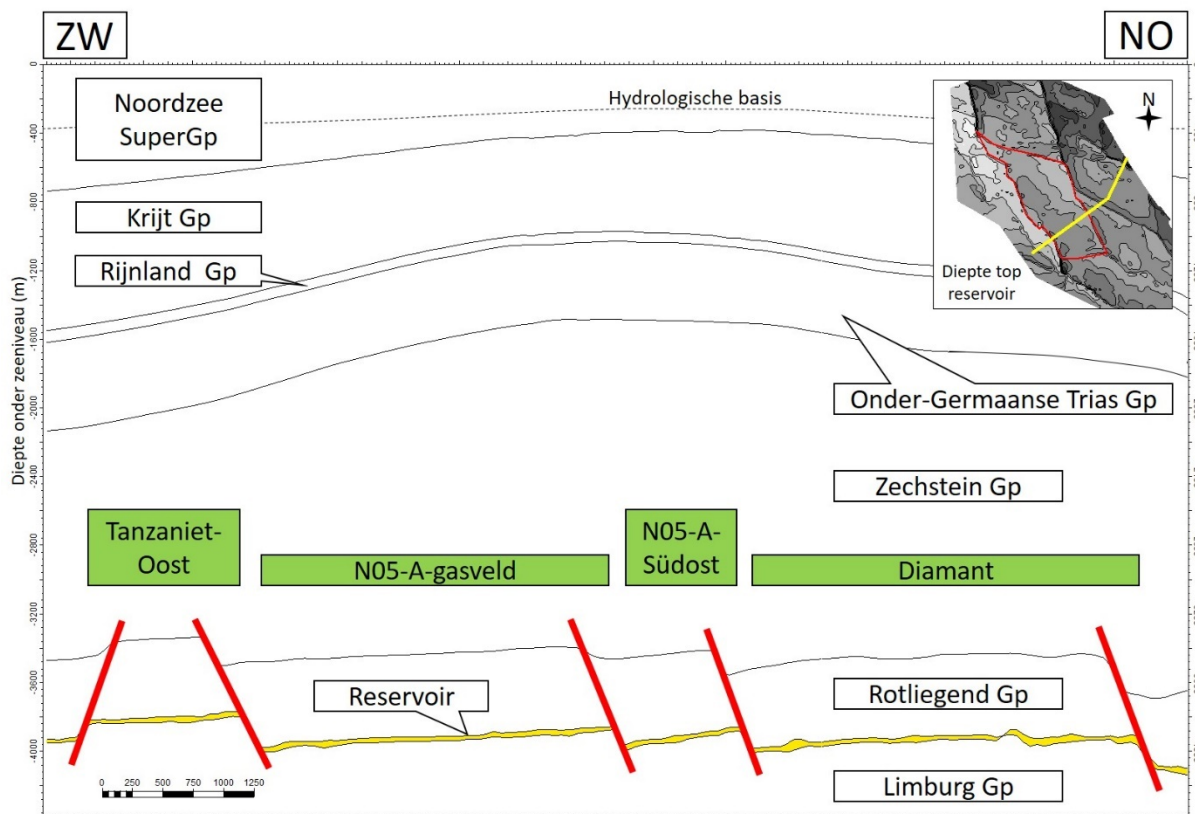 ZW
NO
0
Noordzee
SuperGp
Hydrologische basis
N
-400
-800
Krijt Gp
Rijnland Gp
-1200
Diepte top
reservoir
-1600
Onder-Germaanse Trias Gp
-2000
Diepte onder zeeniveau (m)
-2400
Zechstein Gp
Tanzaniet-
Oost
N05-A-gasveld
N05-A-
Südost
Diamant
-2800
-3200
-3600
Reservoir
Rotliegend Gp
-4000
0 250 500 750 1000 1250
Limburg Gp